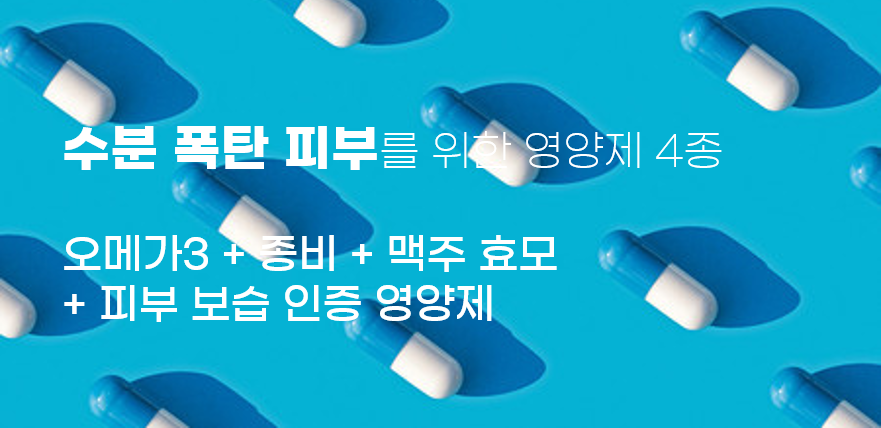 수분 폭탄 피부를 위한 영양제 4종
오메가3 + 종비 + 맥주 효모
+ 피부 보습 인증 영양제